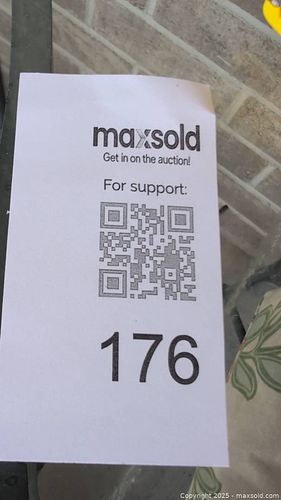 maxsold
Get in on the auction!
For support:
176
Copyright 2025 - maxsold.com